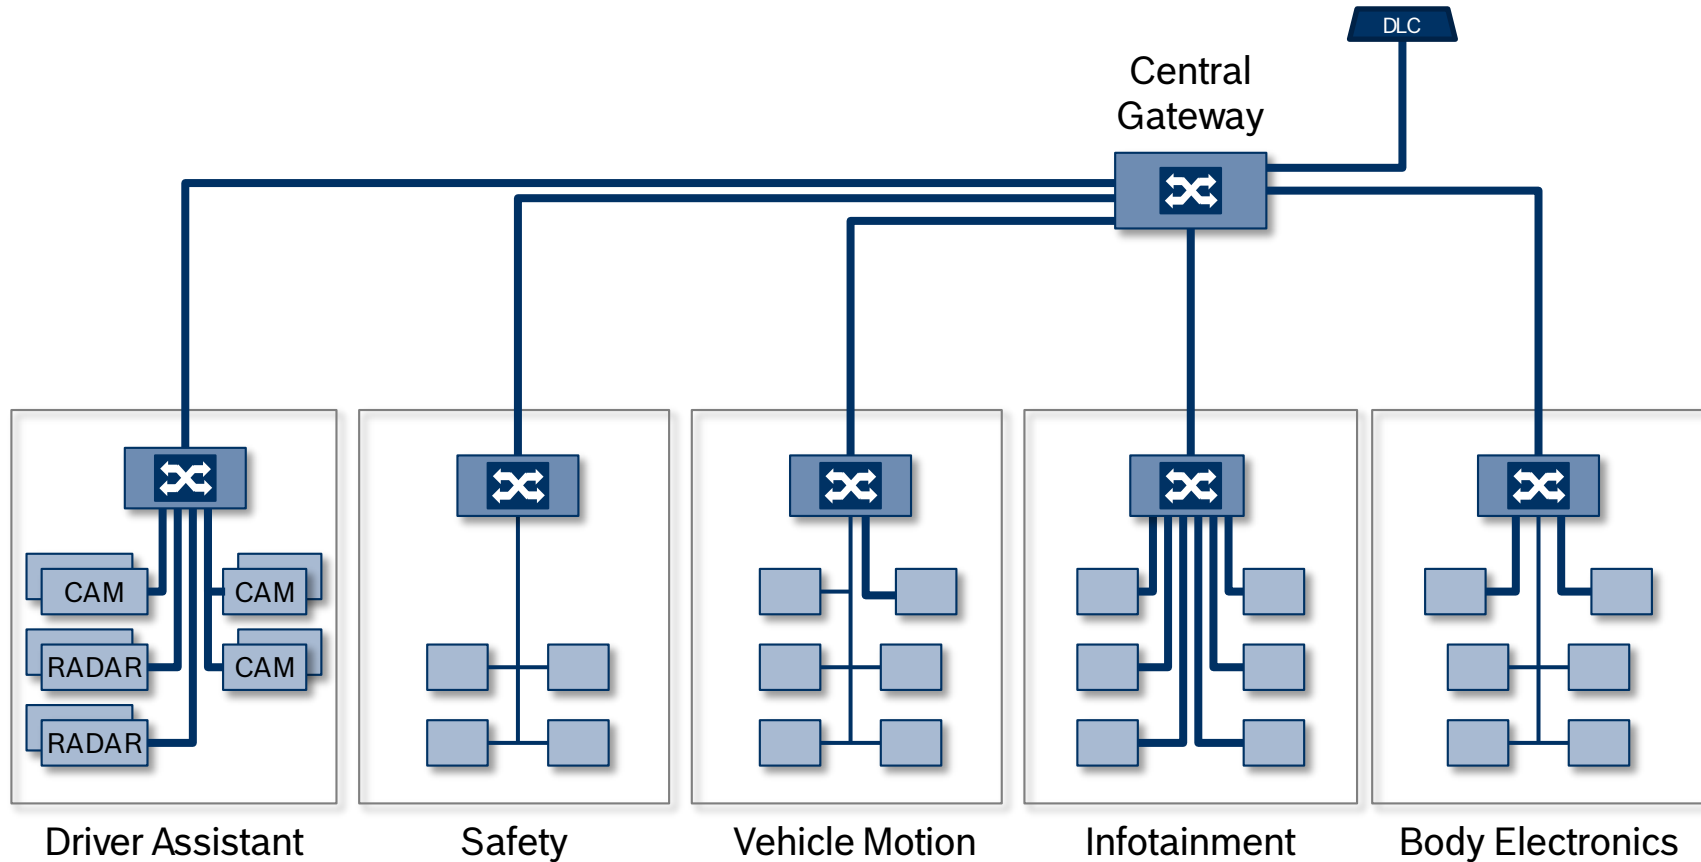 DLC
Central
Gateway
CAM
CAM
RADAR
CAM
RADAR
Driver Assistant
Safety
Vehicle Motion
Infotainment
Body Electronics